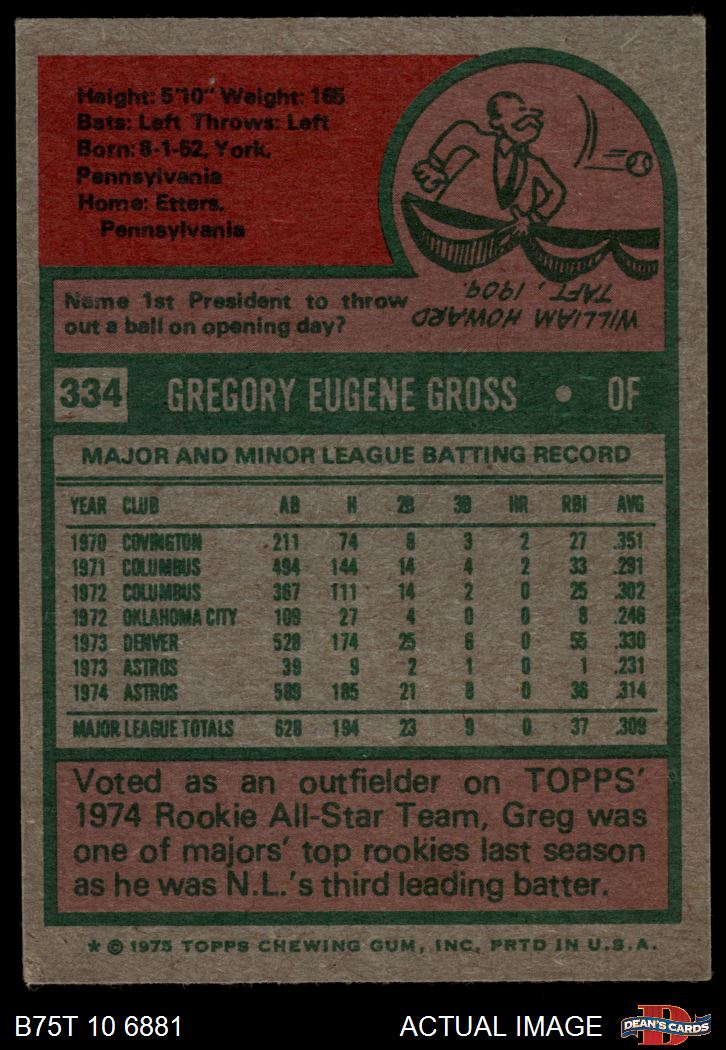 Height: 5'10" Weight: 165
Bats: Left Throws: Left
Born: 8-1-52, York,
Pennsylvania
Home: Etters,
Pennsylvania
Name 1st President to throw
out a ball on opening day?
WILLIAM HOWARD
TAFT, 1909.
334 GREGORY EUGENE GROSS • OF
MAJOR AND MINOR LEAGUE BATTING RECORD
YEAR CLUB AB H 2B 3B HR RBI AVG
1970 COVINGTON 211 74 8 3 2 27 .351
1971 COLUMBUS 494 144 14 4 2 33 .291
1972 COLUMBUS 367 111 14 2 0 25 .302
1972 OKLAHOMA CITY 109 27 4 0 0 8 .248
1973 DENVER 528 174 25 6 0 55 .330
1973 ASTROS 39 9 2 1 0 1 .231
1974 ASTROS 589 185 21 8 0 36 .314
MAJOR LEAGUE TOTALS 628 194 23 9 0 37 .309
Voted as an outfielder on TOPPS'
1974 Rookie All-Star Team, Greg was
one of majors' top rookies last season
as he was N.L.'s third leading batter.
* © 1975 TOPPS CHEWING GUM, INC. PRTD IN U.S.A.
B75T 10 6881 ACTUAL IMAGE DEAN'S CARDS